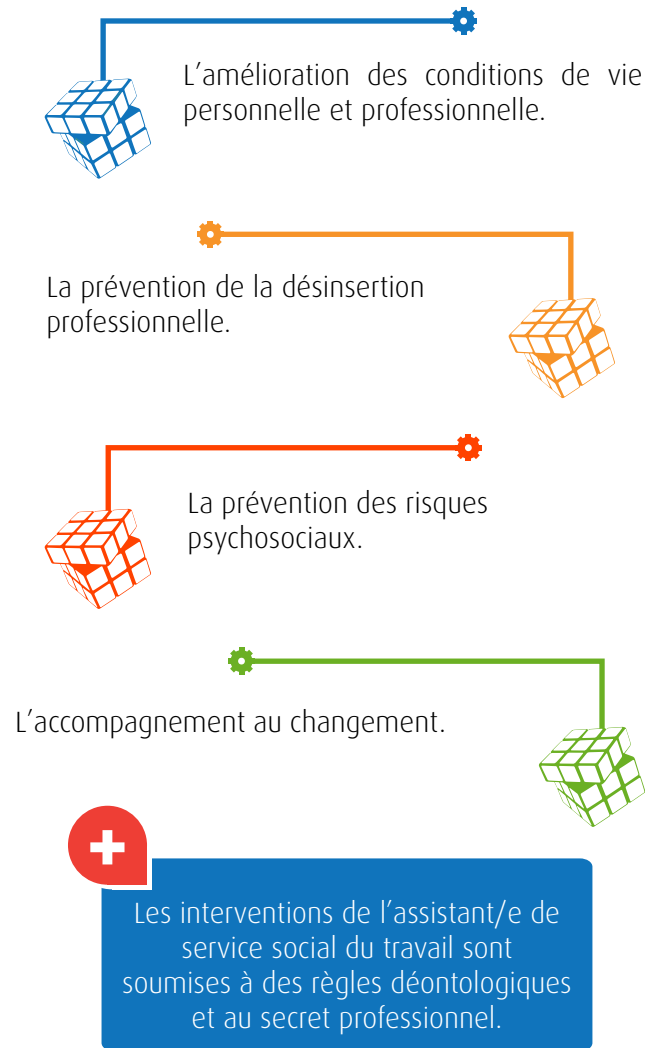 L’amélioration des conditions de vie
personnelle et professionnelle.
La prévention de la désinsertion
professionnelle.
La prévention des risques
psychosociaux.
L’accompagnement au changement.
Les interventions de l’assistant/e de
service social du travail sont
soumises à des règles déontologiques
et au secret professionnel.